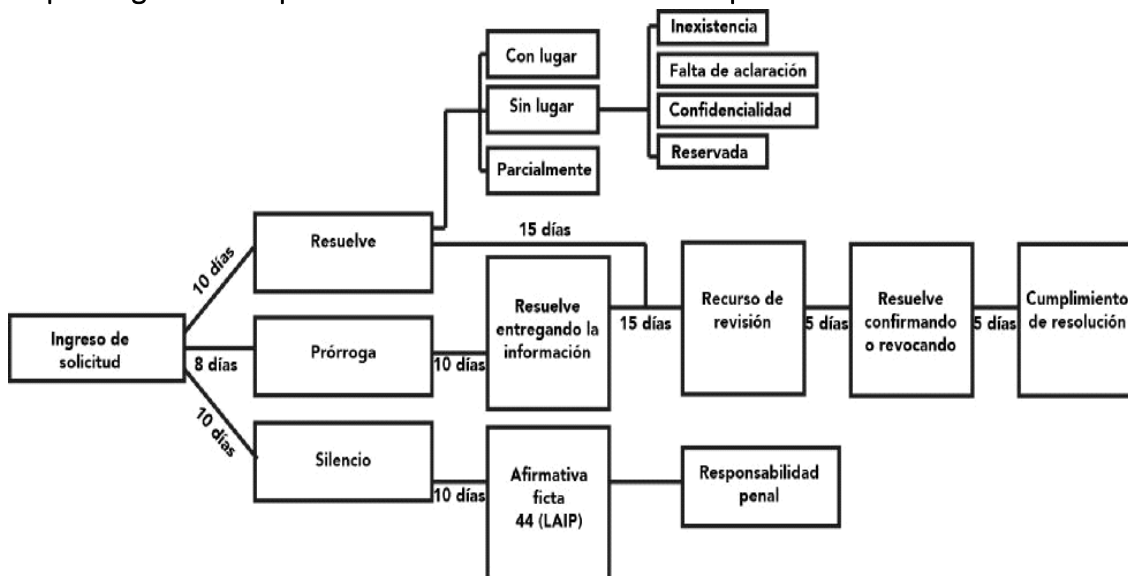 Inexistencia
Con lugar
Falta de aclaración
Sin lugar
Confidencialidad
Parcialmente
Reservada
10 días
Resuelve
15 días
Ingreso de
solicitud
8 días
Prórroga
10 días
Resuelve
entregando la
información
15 días
Recurso de
revisión
5 días
Resuelve
confirmando
o revocando
5 días
Cumplimiento
de resolución
10 días
Silencio
10 días
Afirmativa
ficta
44 (LAIP)
Responsabilidad
penal